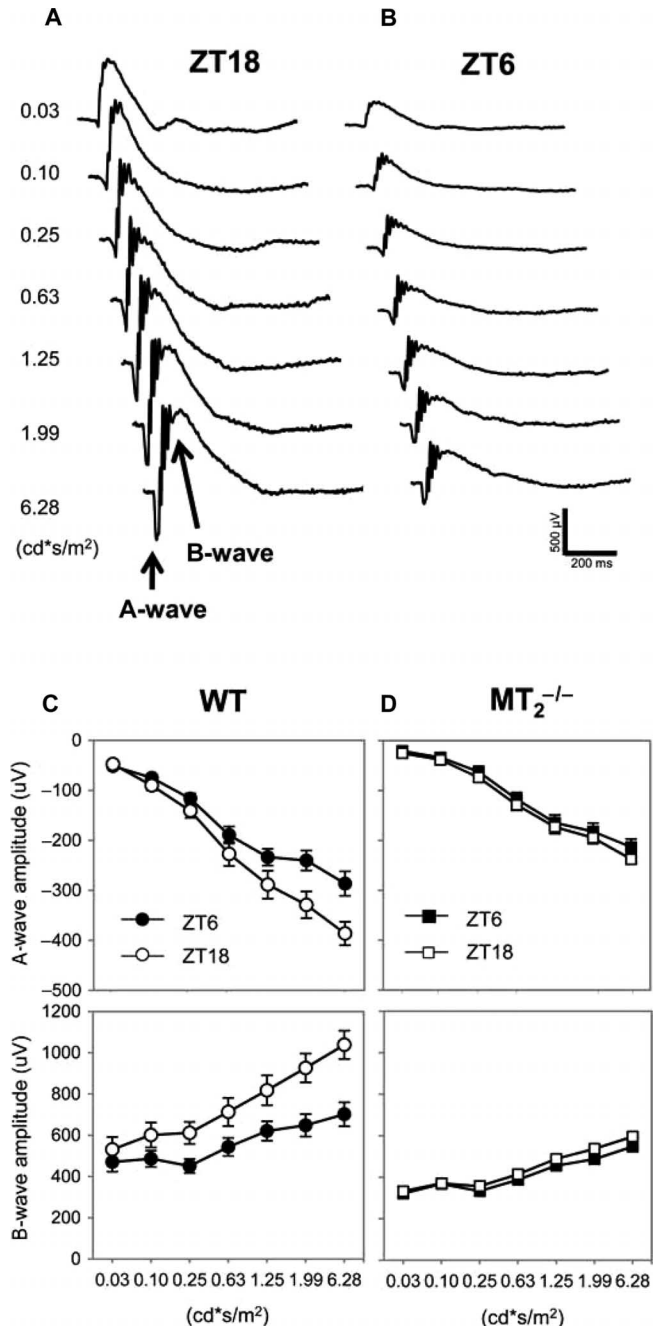 A
B
ZT18
ZT6
0.03
0.10
0.25
0.63
1.25
1.99
6.28
(cd*s/m²)
B-wave
A-wave
500 µV
200 ms
C
WT
D
MT₂⁻/⁻
A-wave amplitude (uV)
0
–100
–200
–300
–400
–500
ZT6
ZT18
ZT6
ZT18
B-wave amplitude (uV)
1200
1000
800
600
400
200
0
0.03 0.10 0.25 0.63 1.25 1.99 6.28
0.03 0.10 0.25 0.63 1.25 1.99 6.28
(cd*s/m²)
(cd*s/m²)